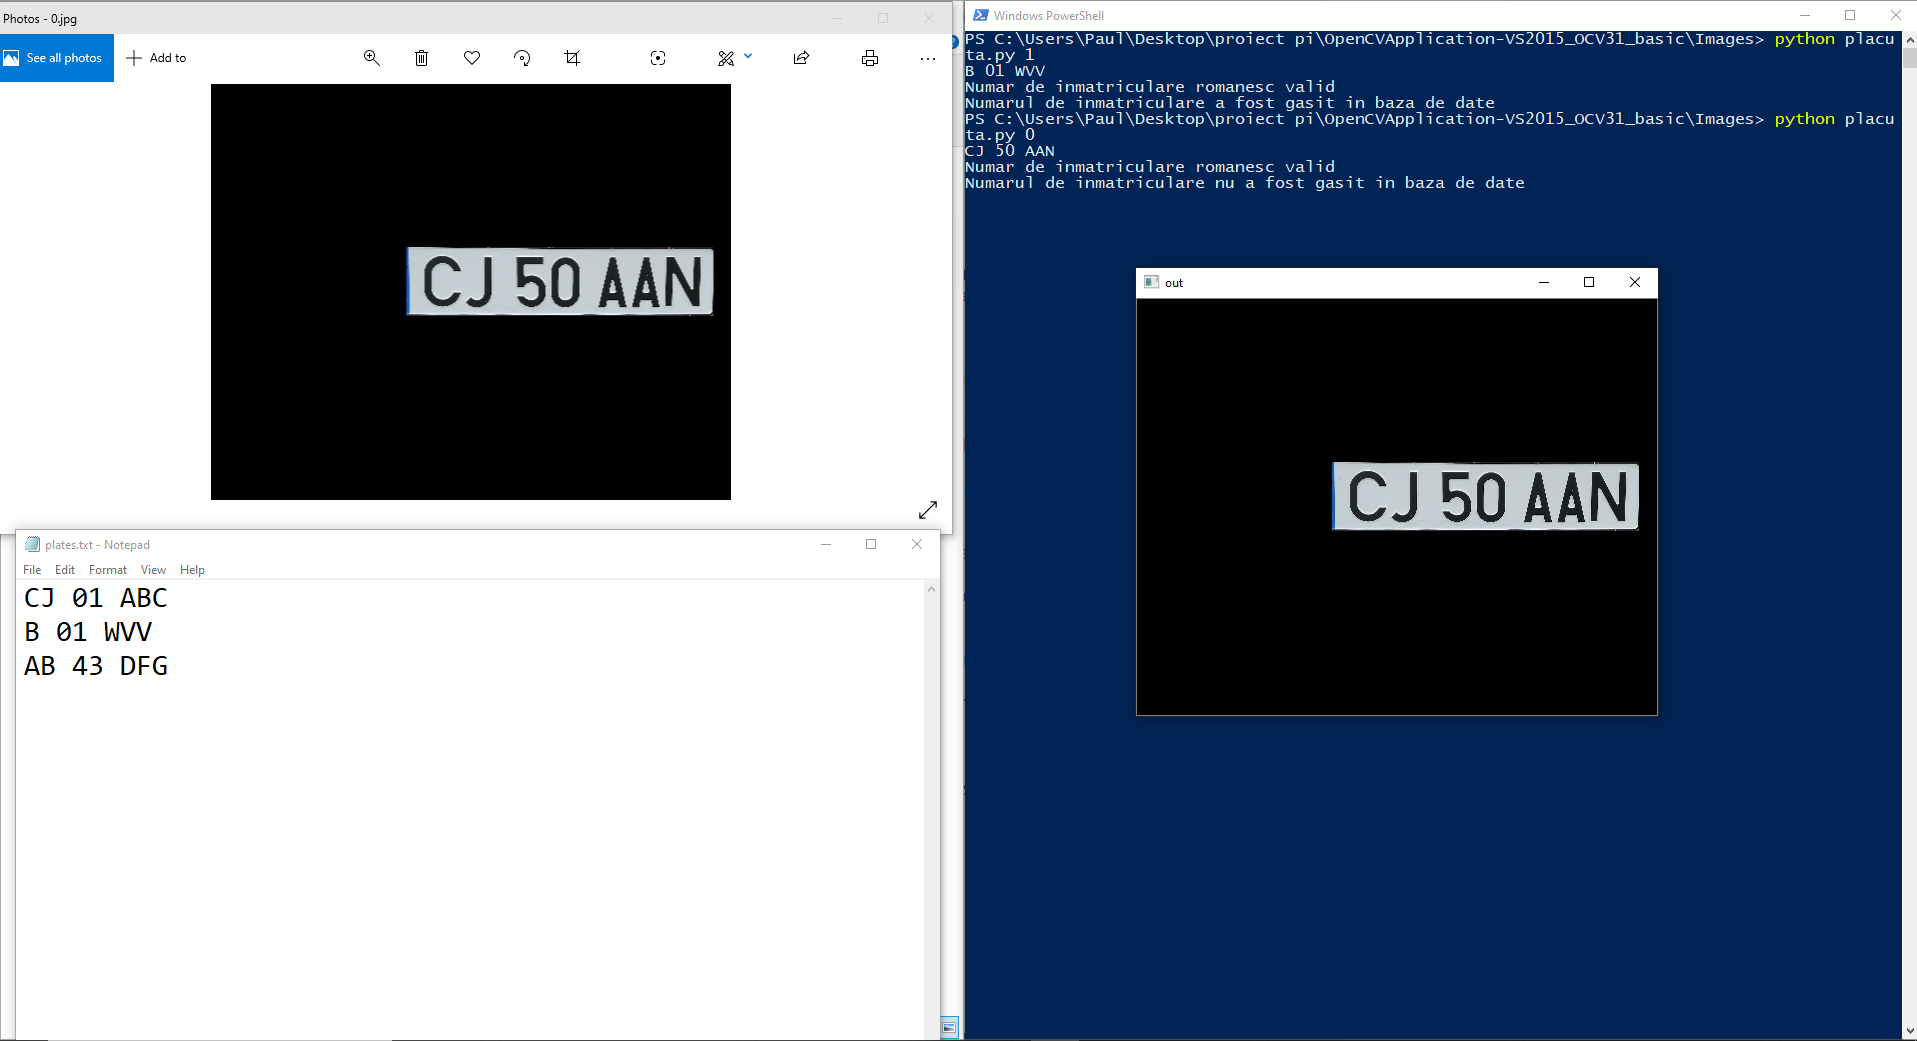 Photos - 0.jpg
See all photos
Add to
CJ 50 AAN
plates.txt - Notepad
File Edit Format View Help
CJ 01 ABC
B 01 WVV
AB 43 DFG
Windows PowerShell
PS C:\Users\Paul\Desktop\proiect pi\OpenCVApplication-VS2015_OCV31_basic\Images> python placu
ta.py 1
B 01 WVV
Numar de inmatriculare romanesc valid
Numarul de inmatriculare a fost gasit in baza de date
PS C:\Users\Paul\Desktop\proiect pi\OpenCVApplication-VS2015_OCV31_basic\Images> python placu
ta.py 0
CJ 50 AAN
Numar de inmatriculare romanesc valid
Numarul de inmatriculare nu a fost gasit in baza de date
out
CJ 50 AAN